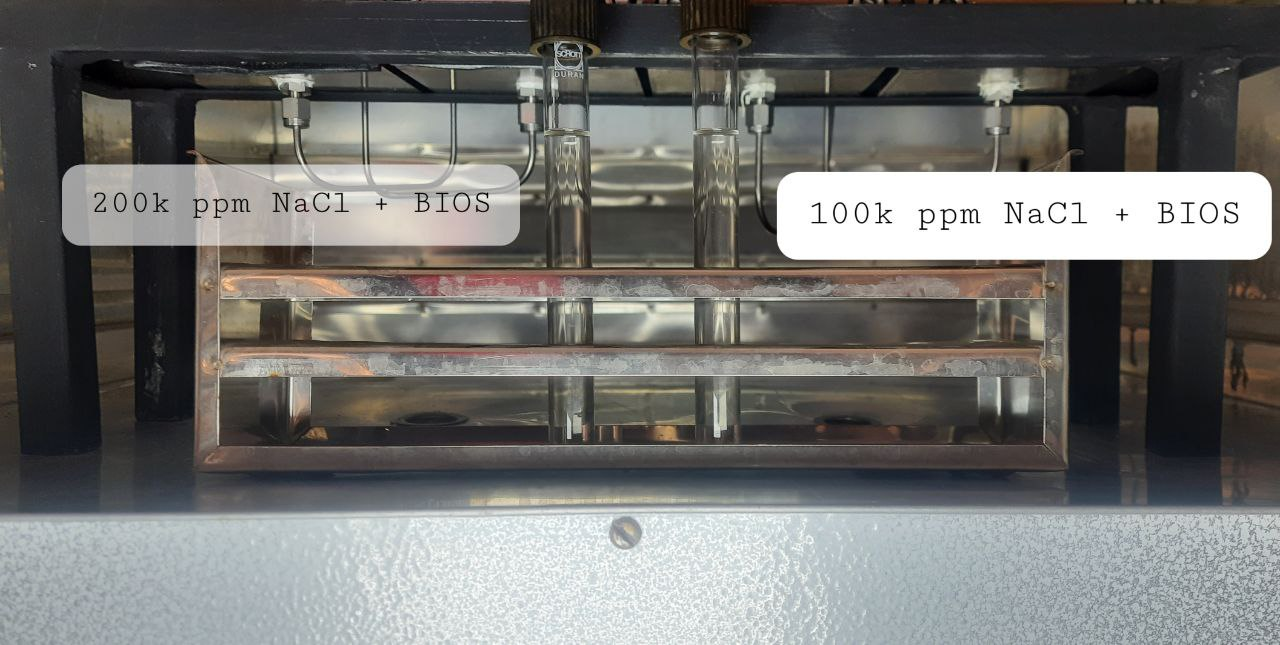 SCHOTT
DURAN
200k ppm NaCl + BIOS
100k ppm NaCl + BIOS